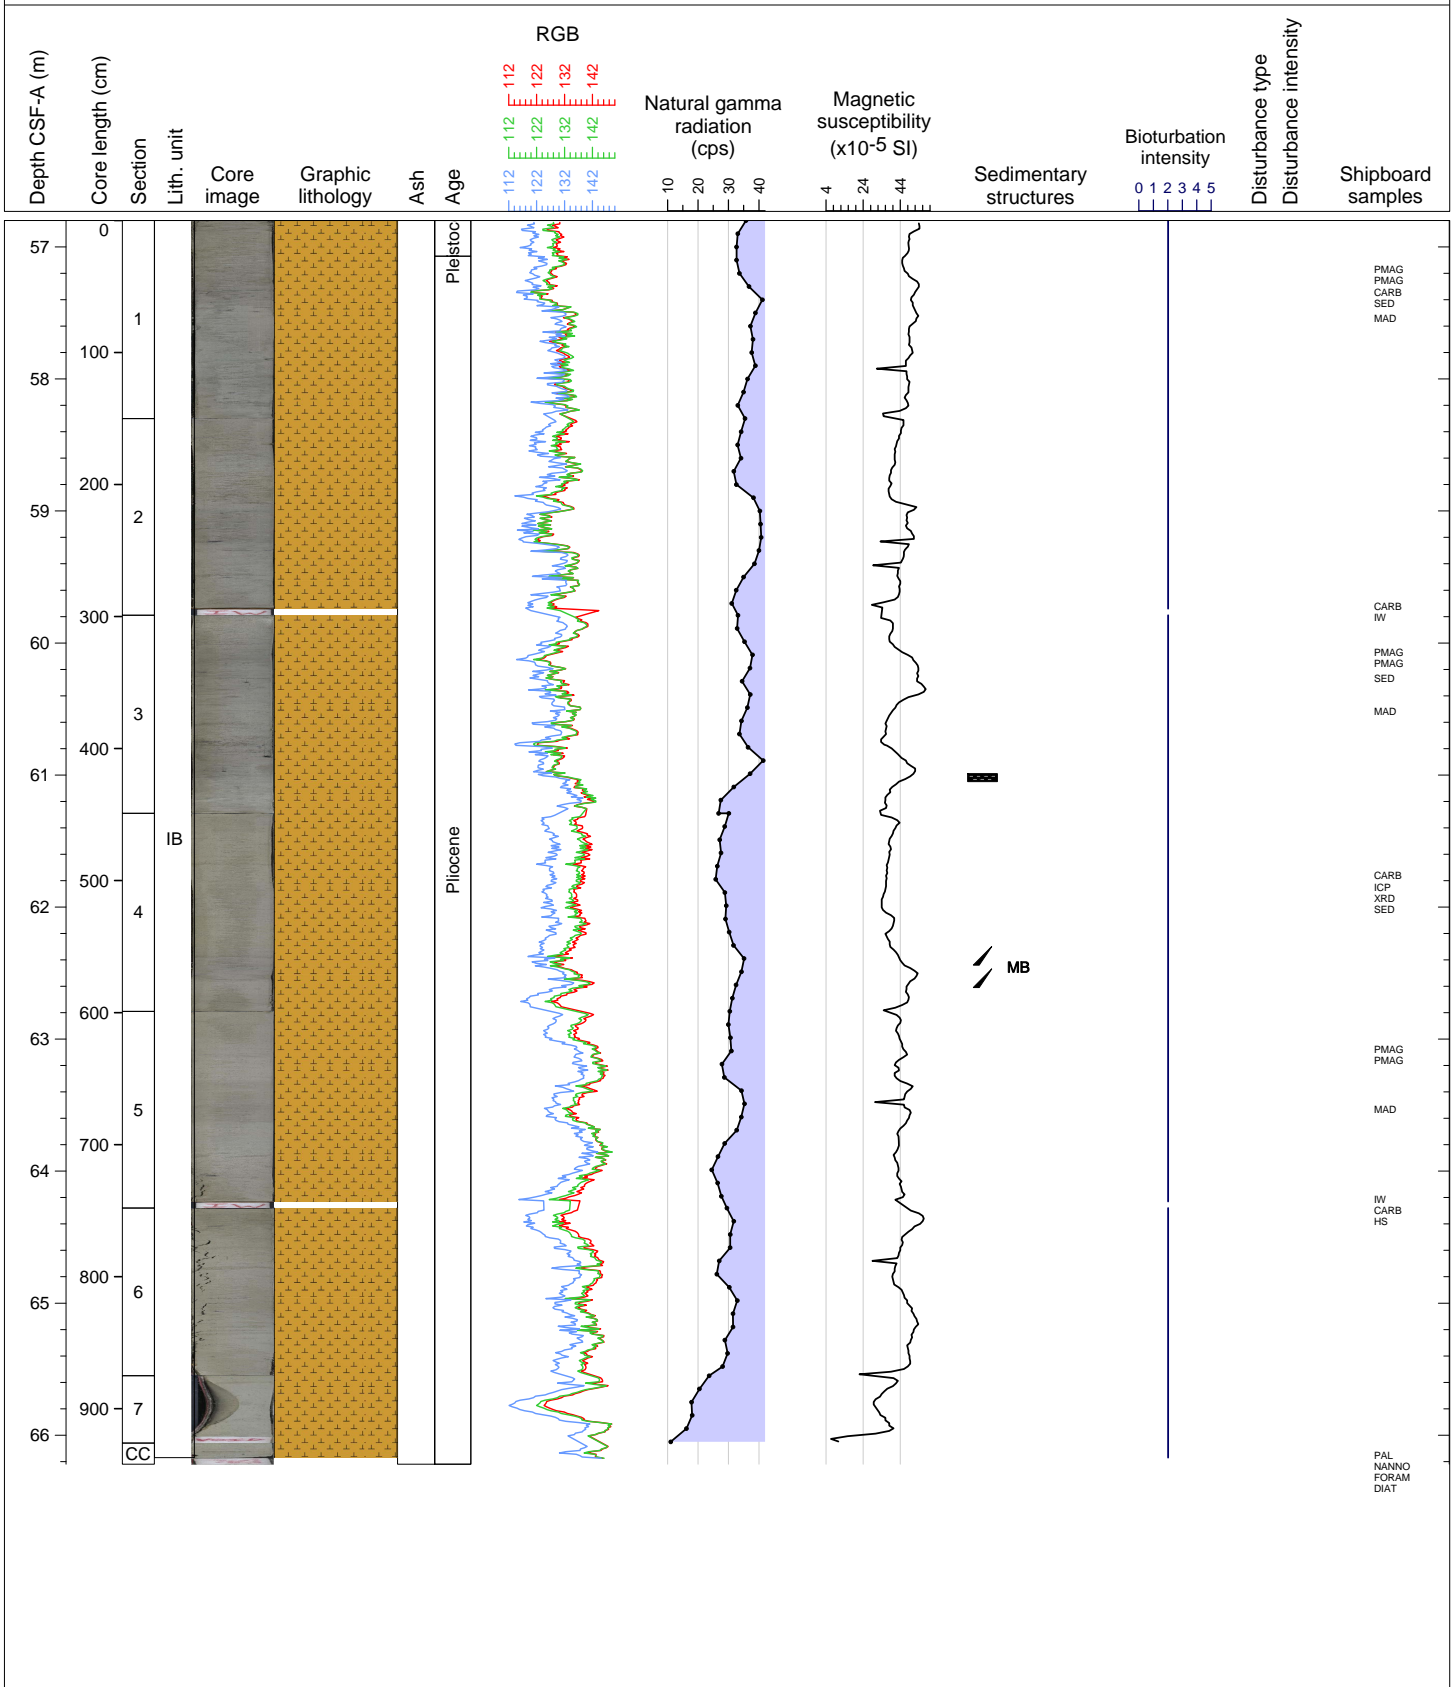 Depth CSF-A (m)
Core length (cm)
Section
Lith. unit
Core
image
Graphic
lithology
Ash
Age
RGB
112 122 132 142
112 122 132 142
112 122 132 142
Natural gamma
radiation
(cps)
10 20 30 40
Magnetic
susceptibility
(x10-5 SI)
4 24 44
Sedimentary
structures
Bioturbation
intensity
0 1 2 3 4 5
Disturbance type
Disturbance intensity
Shipboard
samples
0
57
Pleistoc
PMAG
PMAG
CARB
SED
1
MAD
100
58
200
59
2
300
CARB
IW
60
PMAG
PMAG
SED
3
MAD
400
61
IB
Pliocene
500
CARB
ICP
XRD
SED
62
4
MB
600
63
PMAG
PMAG
5
MAD
700
64
IW
CARB
HS
800
6
65
900
7
66
CC
PAL
NANNO
FORAM
DIAT